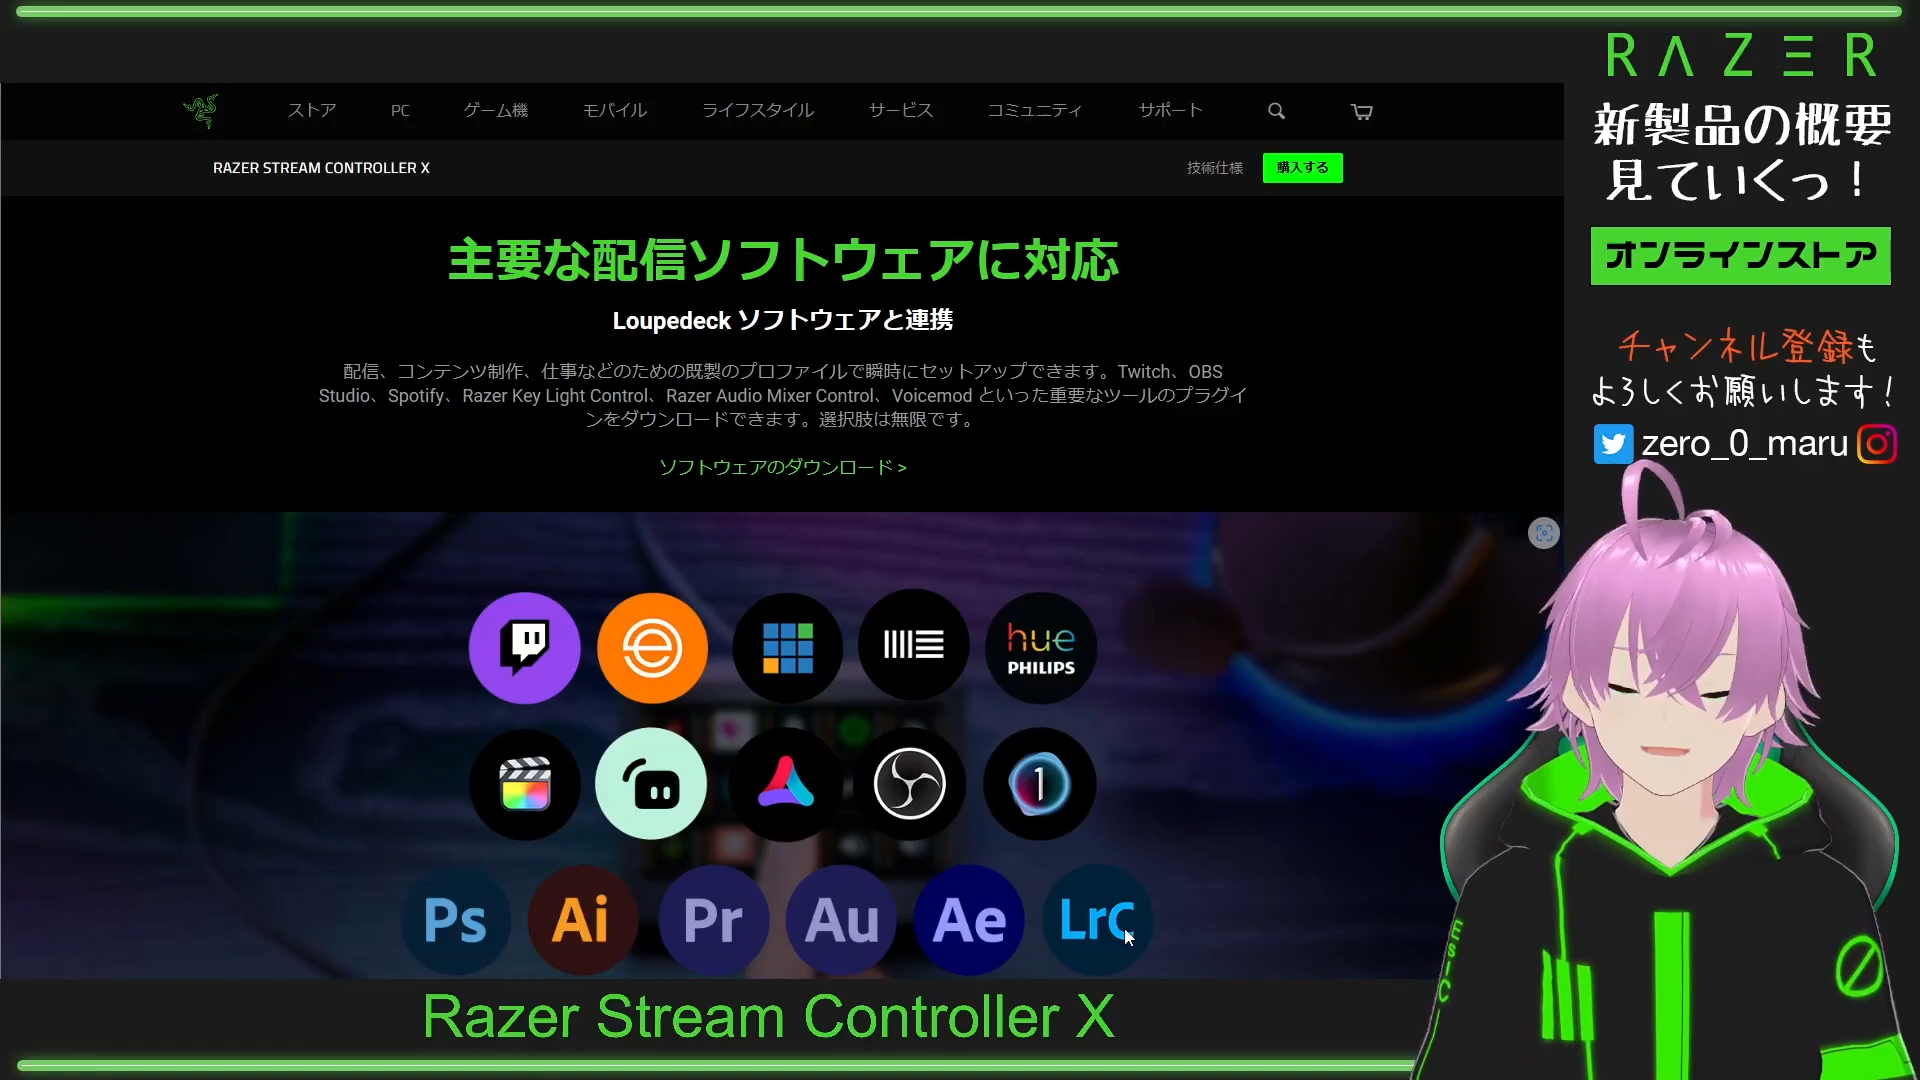 ストア PC ゲーム機 モバイル ライフスタイル サービス コミュニティ サポート
RAZER STREAM CONTROLLER X 技術仕様 購入する
主要な配信ソフトウェアに対応
Loupedeck ソフトウェアと連携
配信、コンテンツ制作、仕事などのための既製のプロファイルで瞬時にセットアップできます。Twitch、OBS
Studio、Spotify、Razer Key Light Control、Razer Audio Mixer Control、Voicemod といった重要なツールのプラグイ
ンをダウンロードできます。選択肢は無限です。
ソフトウェアのダウンロード >
hue
PHILIPS
1
Ps Ai Pr Au Ae LrC
Razer Stream Controller X
RAZER
新製品の概要
見ていくっ！
オンラインストア
チャンネル登録も
よろしくお願いします！
zero_0_maru